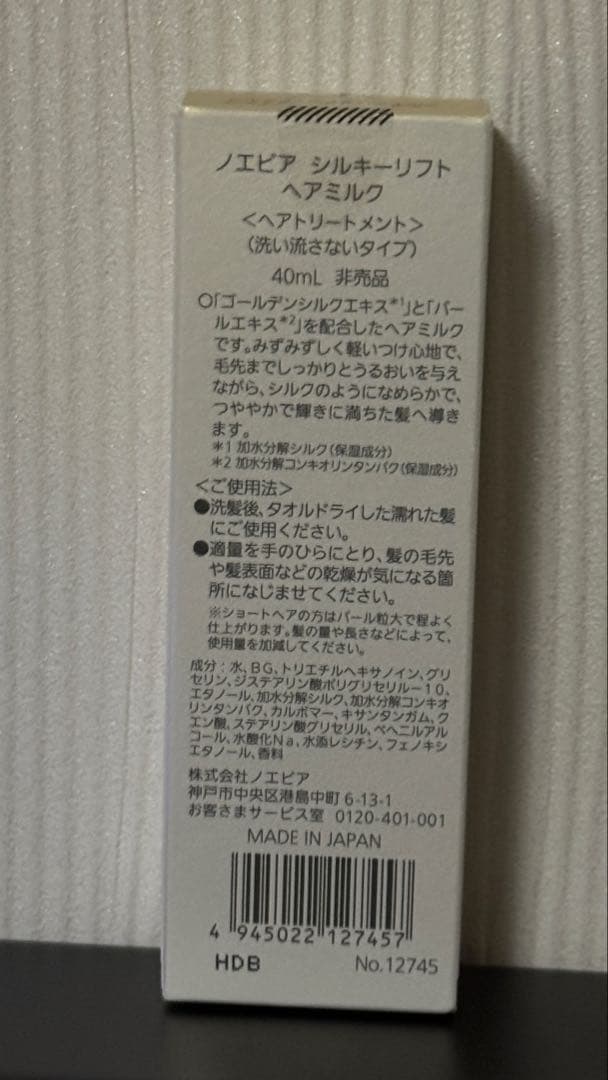 ノエビア シルキーリフト
ヘアミルク
＜ヘアトリートメント＞
（洗い流さないタイプ）
40mL 非売品
○「ゴールデンシルクエキス＊1」と「パー
ルエキス＊2」を配合したヘアミルク
です。みずみずしく軽いつけ心地で、
毛先までしっかりとうるおいを与え
ながら、シルクのようになめらかで、
つややかで輝きに満ちた髪へ導き
ます。
＊1 加水分解シルク（保湿成分）
＊2 加水分解コンキオリンタンパク（保湿成分）
＜ご使用法＞
●洗髪後、タオルドライした濡れた髪
にご使用ください。
●適量を手のひらにとり、髪の毛先
や髪表面などの乾燥が気になる箇
所になじませてください。
※ショートヘアの方はパール粒大で程よく
仕上がります。髪の量や長さなどによって、
使用量を加減してください。
成分：水、BG、トリエチルヘキサノイン、グリ
セリン、ジステアリン酸ポリグリセリル－10、
エタノール、加水分解シルク、加水分解コンキオ
リンタンパク、カルボマー、キサンタンガム、ク
エン酸、ステアリン酸グリセリル、ベヘニルアル
コール、水酸化Na、水添レシチン、フェノキシ
エタノール、香料
株式会社ノエビア
神戸市中央区港島中町 6-13-1
お客さまサービス室 0120-401-001
MADE IN JAPAN
4 945022 127457
HDB No.12745